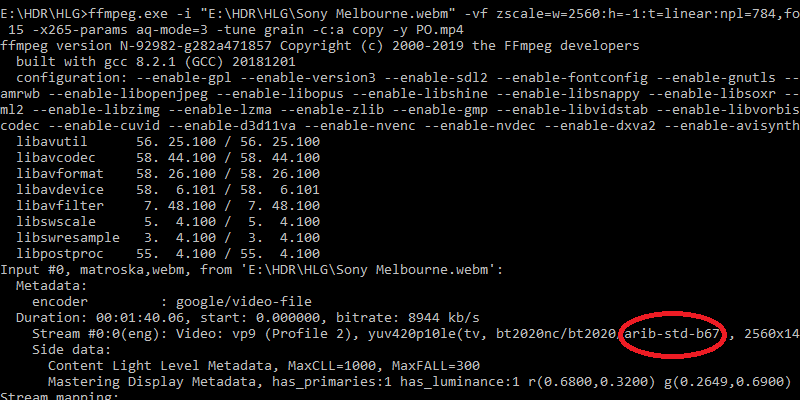 E:\HDR\HLG>ffmpeg.exe -i "E:\HDR\HLG\Sony Melbourne.webm" -vf zscale=w=2560:h=-1:t=linear:npl=784,fo
15 -x265-params aq-mode=3 -tune grain -c:a copy -y PO.mp4
ffmpeg version N-92982-g282a471857 Copyright (c) 2000-2019 the FFmpeg developers
built with gcc 8.2.1 (GCC) 20181201
configuration: --enable-gpl --enable-version3 --enable-sdl2 --enable-fontconfig --enable-gnutls --
amrwb --enable-libopenjpeg --enable-libopus --enable-libshine --enable-libsnappy --enable-libsoxr --
ml2 --enable-libzimg --enable-lzma --enable-zlib --enable-gmp --enable-libvidstab --enable-libvorbis
codec --enable-cuvid --enable-d3d11va --enable-nvenc --enable-nvdec --enable-dxva2 --enable-avisynth
libavutil 56. 25.100 / 56. 25.100
libavcodec 58. 44.100 / 58. 44.100
libavformat 58. 26.100 / 58. 26.100
libavdevice 58. 6.101 / 58. 6.101
libavfilter 7. 48.100 / 7. 48.100
libswscale 5. 4.100 / 5. 4.100
libswresample 3. 4.100 / 3. 4.100
libpostproc 55. 4.100 / 55. 4.100
Input #0, matroska,webm, from 'E:\HDR\HLG\Sony Melbourne.webm':
Metadata:
encoder : google/video-file
Duration: 00:01:40.06, start: 0.000000, bitrate: 8944 kb/s
Stream #0:0(eng): Video: vp9 (Profile 2), yuv420p10le(tv, bt2020nc/bt2020/arib-std-b67), 2560x14
Side data:
Content Light Level Metadata, MaxCLL=1000, MaxFALL=300
Mastering Display Metadata, has_primaries:1 has_luminance:1 r(0.6800,0.3200) g(0.2649,0.6900)
Stream mapping: